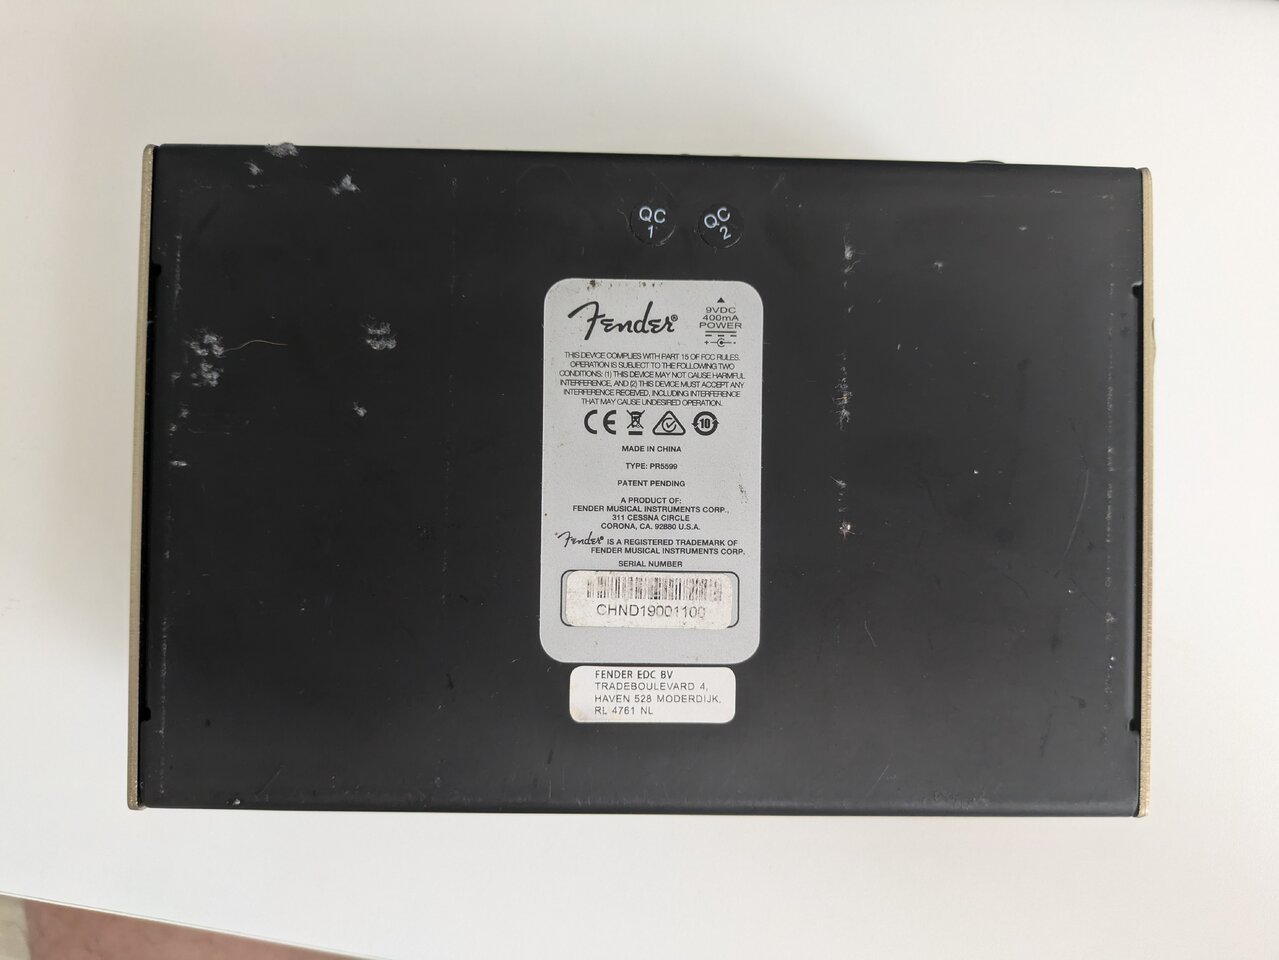 QC
1
QC
2
Fender®
9VDC
400mA
POWER
THIS DEVICE COMPLIES WITH PART 15 OF FCC RULES.
OPERATION IS SUBJECT TO THE FOLLOWING TWO
CONDITIONS: (1) THIS DEVICE MAY NOT CAUSE HARMFUL
INTERFERENCE, AND (2) THIS DEVICE MUST ACCEPT ANY
INTERFERENCE RECEIVED, INCLUDING INTERFERENCE
THAT MAY CAUSE UNDESIRED OPERATION.
CE 10
MADE IN CHINA
TYPE: PR5599
PATENT PENDING
A PRODUCT OF:
FENDER MUSICAL INSTRUMENTS CORP.,
311 CESSNA CIRCLE
CORONA, CA. 92880 U.S.A.
Fender® IS A REGISTERED TRADEMARK OF
FENDER MUSICAL INSTRUMENTS CORP.
SERIAL NUMBER
CHND19001100
FENDER EDC BV
TRADEBOULEVARD 4,
HAVEN 528 MODERDIJK,
RL 4761 NL